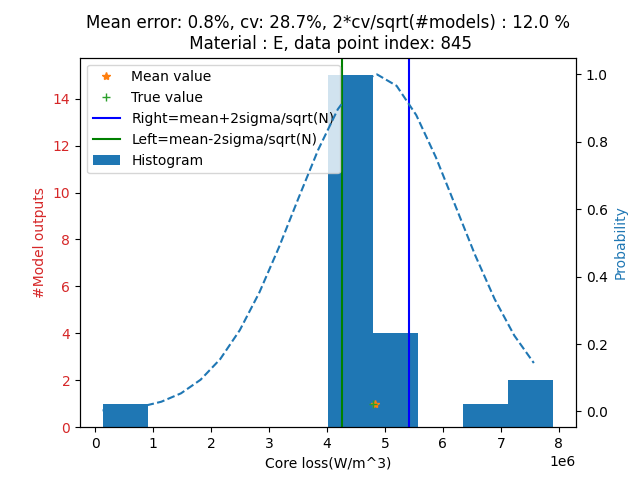 Mean error: 0.8%, cv: 28.7%, 2*cv/sqrt(#models) : 12.0 %
Material : E, data point index: 845
Mean value
True value
Right=mean+2sigma/sqrt(N)
Left=mean-2sigma/sqrt(N)
Histogram
#Model outputs
14
12
10
8
6
4
2
0
1.0
0.8
0.6
0.4
0.2
0.0
Probability
0 1 2 3 4 5 6 7 8
1e6
Core loss(W/m^3)